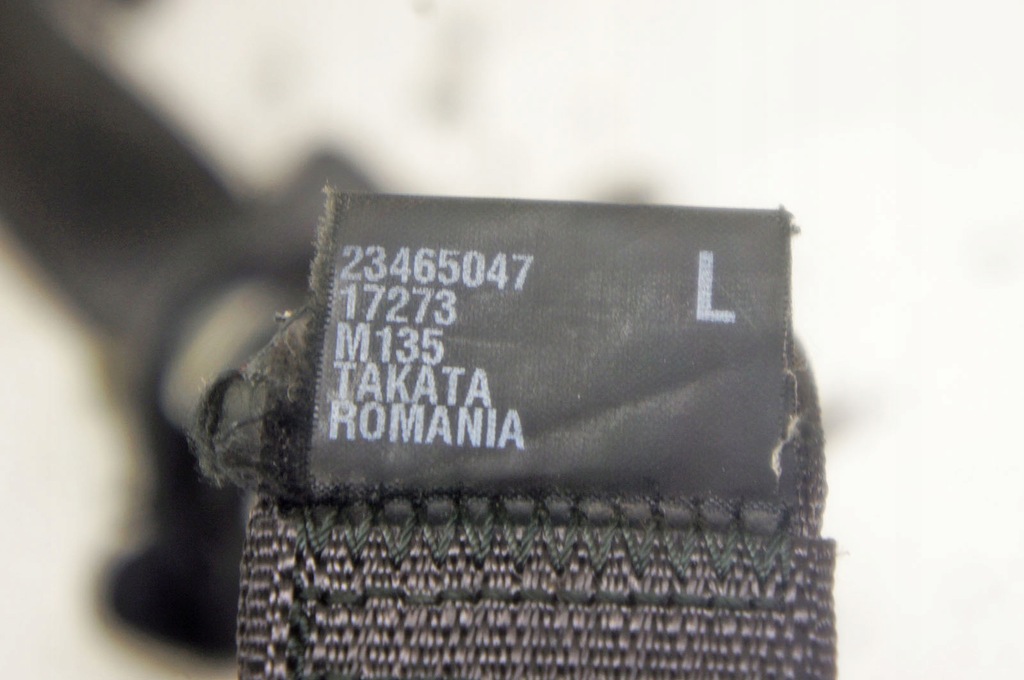 23465047
17273
M135
TAKATA
ROMANIA
L